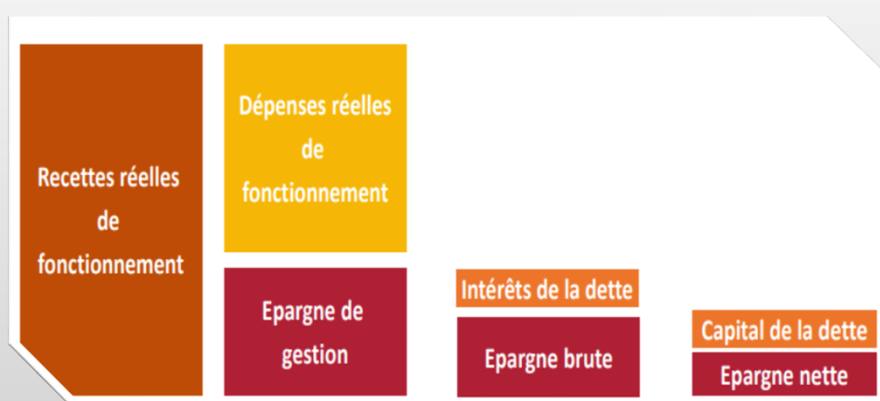 Recettes réelles
de
fonctionnement
Dépenses réelles
de
fonctionnement
Epargne de
gestion
Intérêts de la dette
Epargne brute
Capital de la dette
Epargne nette